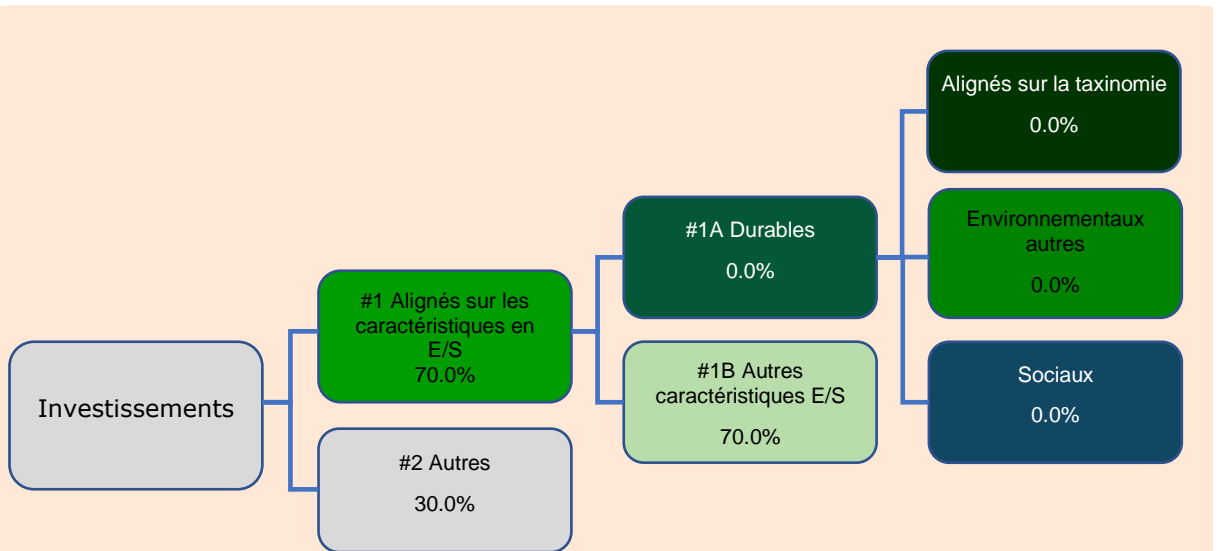 Investissements
#1 Alignés sur les
caractéristiques en
E/S
70.0%
#2 Autres
30.0%
#1A Durables
0.0%
#1B Autres
caractéristiques E/S
70.0%
Alignés sur la taxinomie
0.0%
Environnementaux
autres
0.0%
Sociaux
0.0%